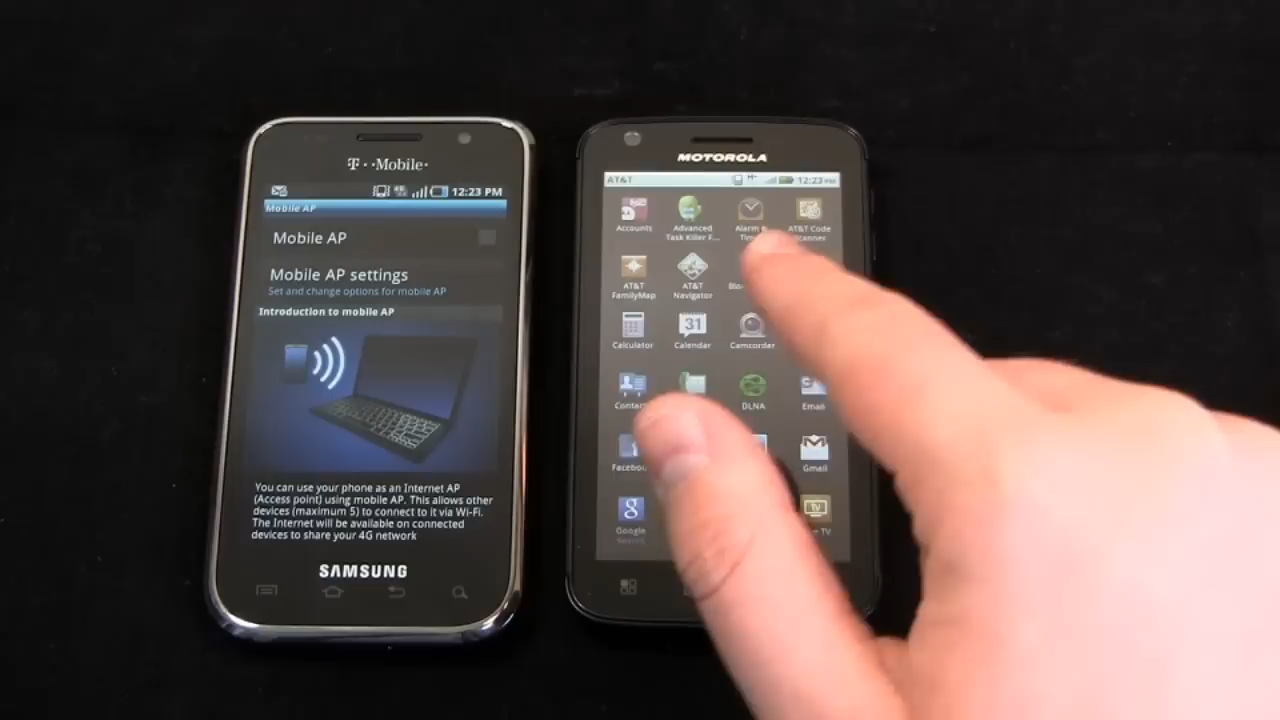 T··Mobile·
12:23 PM
Mobile AP
Mobile AP
Mobile AP settings
Set and change options for mobile AP
Introduction to mobile AP
You can use your phone as an Internet AP
(Access point) using mobile AP. This allows other
devices (maximum 5) to connect to it via Wi-Fi.
The Internet will be available on connected
devices to share your 4G network
SAMSUNG
MOTOROLA
AT&T
12:23 PM
Accounts
Advanced
Task Killer F...
Alarm &
AT&T Code
Scanner
AT&T
FamilyMap
AT&T
Navigator
Calculator
31
Calendar
Camcorder
DLNA
Email
Gmail
Google
TV
TV